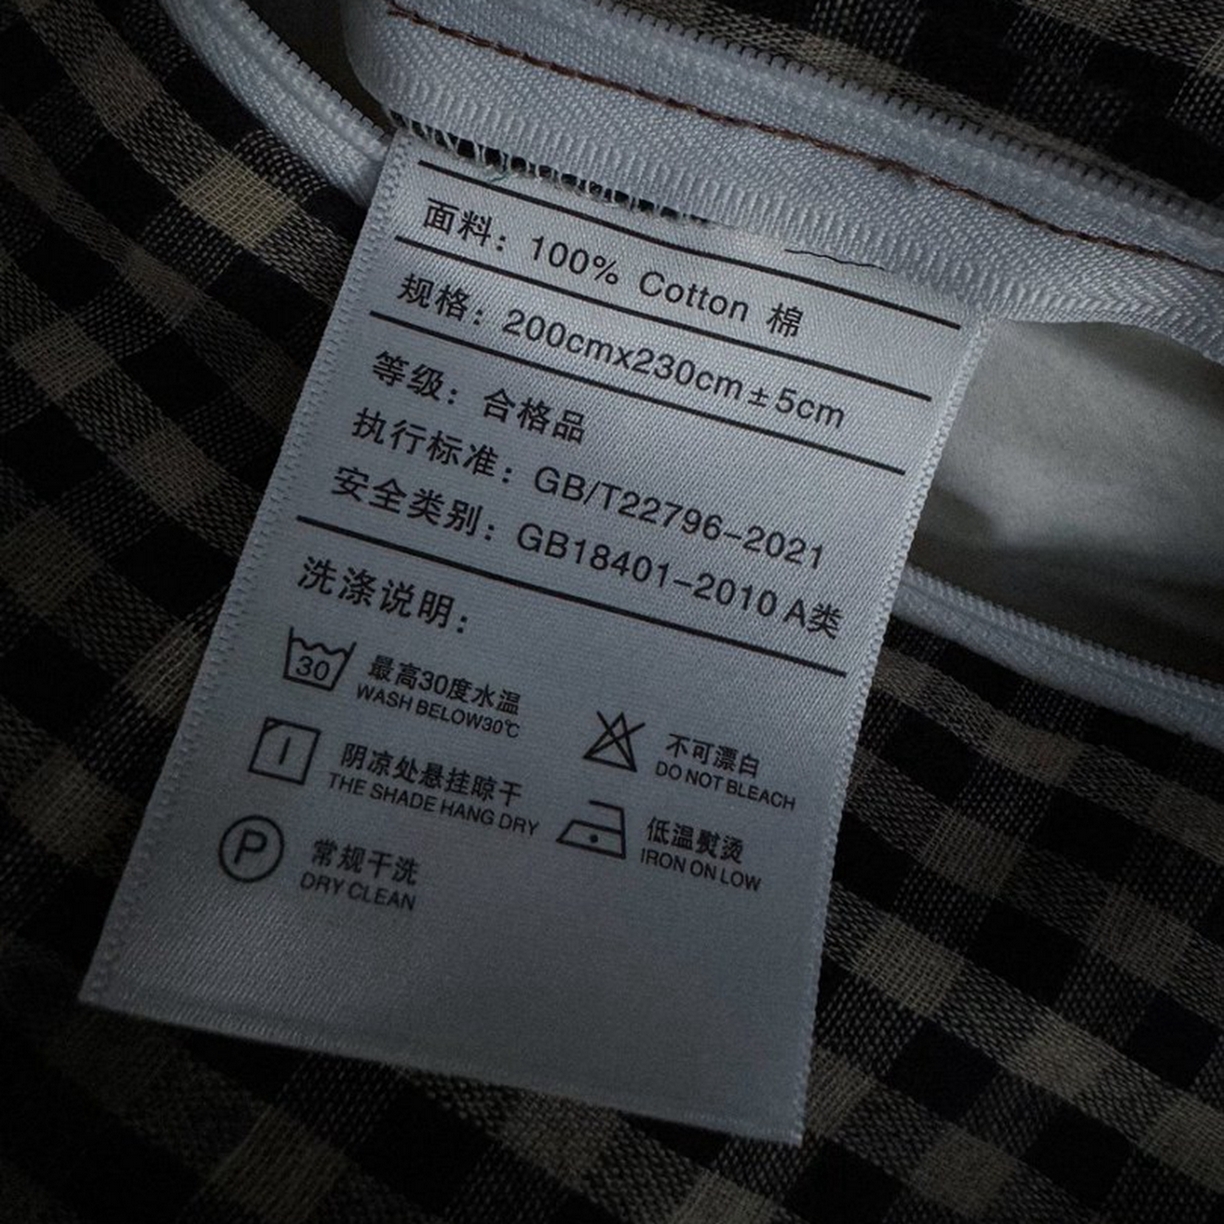 面料：100% Cotton 棉
规格：200cmx230cm±5cm
等级：合格品
执行标准：GB/T22796-2021
安全类别：GB18401-2010 A类
洗涤说明：
30
最高30度水温
WASH BELOW30℃
不可漂白
DO NOT BLEACH
阴凉处悬挂晾干
THE SHADE HANG DRY
低温熨烫
IRON ON LOW
P
常规干洗
DRY CLEAN